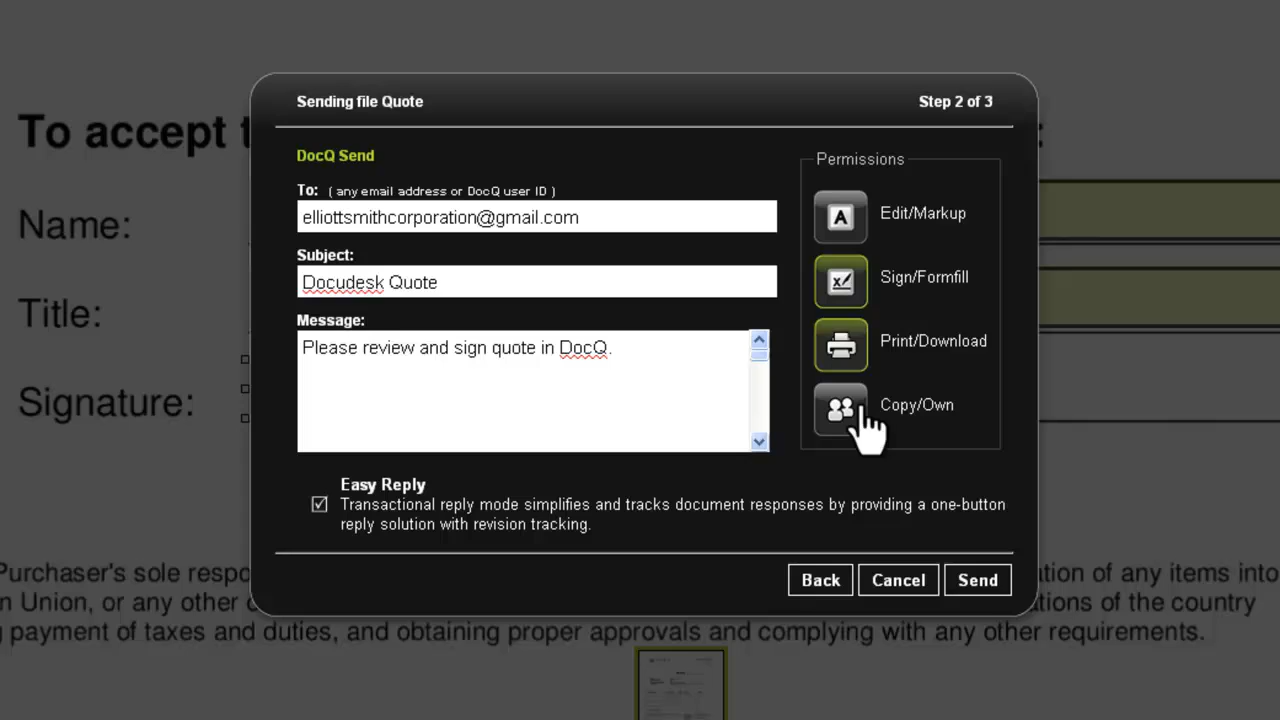 Sending file Quote
Step 2 of 3
To accept t
:
DocQ Send
Permissions
To: ( any email address or DocQ user ID )
Edit/Markup
Name:
elliottsmithcorporation@gmail.com
Subject:
Sign/Formfill
Docudesk Quote
Title:
Message:
Print/Download
Please review and sign quote in DocQ.
Signature:
Copy/Own
Easy Reply
Transactional reply mode simplifies and tracks document responses by providing a one-button
reply solution with revision tracking.
Purchaser's sole respo
tion of any items into
Back Cancel Send
n Union, or any other
tions of the country
payment of taxes and duties, and obtaining proper approvals and complying with any other requirements.